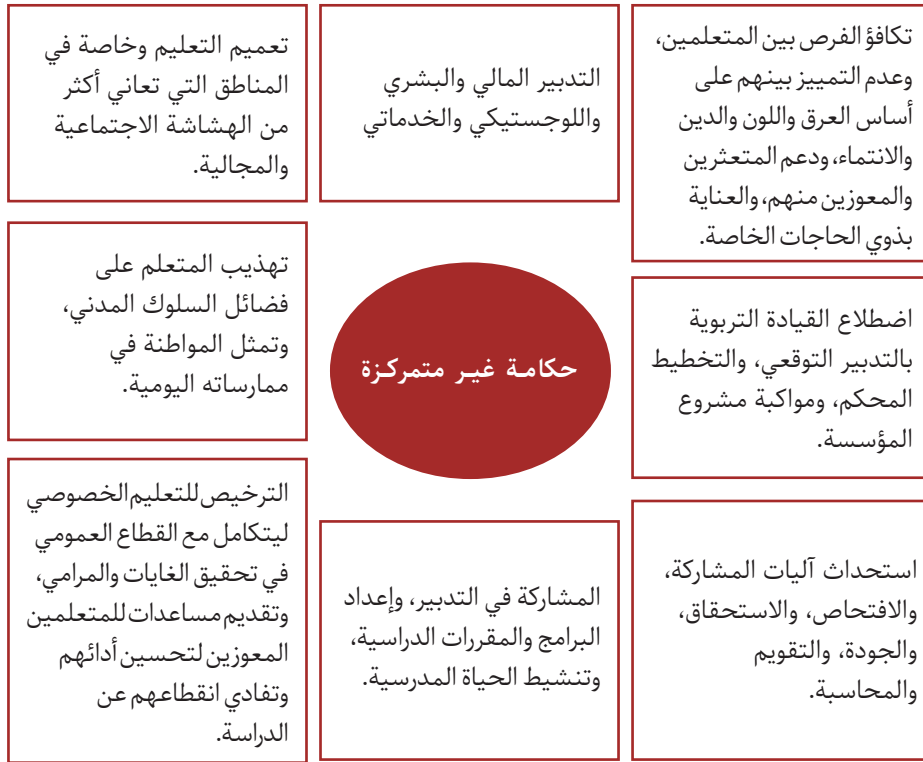 تكافؤ الفرص بين المتعلمين،
وعدم التمييز بينهم على
أساس العرق واللون والدين
والانتماء، ودعم المتعثرين
والمعوزين منهم، والعناية
بذوي الحاجات الخاصة.
التدبير المالي والبشري
واللوجستيكي والخدماتي
تعميم التعليم وخاصة في
المناطق التي تعاني أكثر
من الهشاشة الاجتماعية
والمجالية.
اضطلاع القيادة التربوية
بالتدبير التوقعي، والتخطيط
المحكم، ومواكبة مشروع
المؤسسة.
حكامة غير متمركزة
تهذيب المتعلم على
فضائل السلوك المدني،
وتمثل المواطنة في
ممارساته اليومية.
استحداث آليات المشاركة،
والافتحاص، والاستحقاق،
والجودة، والتقويم
والمحاسبة.
المشاركة في التدبير، وإعداد
البرامج والمقررات الدراسية،
وتنشيط الحياة المدرسية.
الترخيص للتعليم الخصوصي
ليتكامل مع القطاع العمومي
في تحقيق الغايات والمرامي،
وتقديم مساعدات للمتعلمين
المعوزين لتحسين أدائهم
وتفادي انقطاعهم عن
الدراسة.